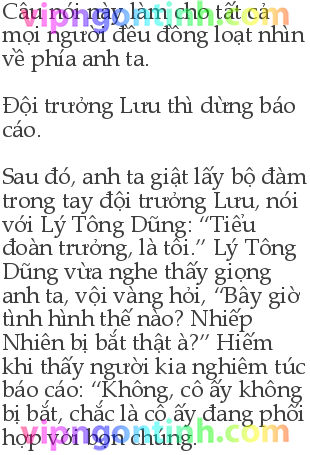 Câu nói này làm cho tất cả
vipngontinh.com
mọi người đều đồng loạt nhìn
về phía anh ta.
Đội trưởng Lưu thì dừng báo
cáo.
Sau đó, anh ta giật lấy bộ đàm
trong tay đội trưởng Lưu, nói
với Lý Tông Dũng: “Tiểu
đoàn trưởng, là tôi.” Lý Tông
Dũng vừa nghe thấy giọng
anh ta, vội vàng hỏi, “Bây giờ
tình hình thế nào? Nhiếp
Nhiên bị bắt thật à?” Hiếm
khi thấy người kia nghiêm túc
báo cáo: “Không, cô ấy không
bị bắt, chắc là cô ấy đang phối
hợp với bọn chúng.
vipngontinh.com